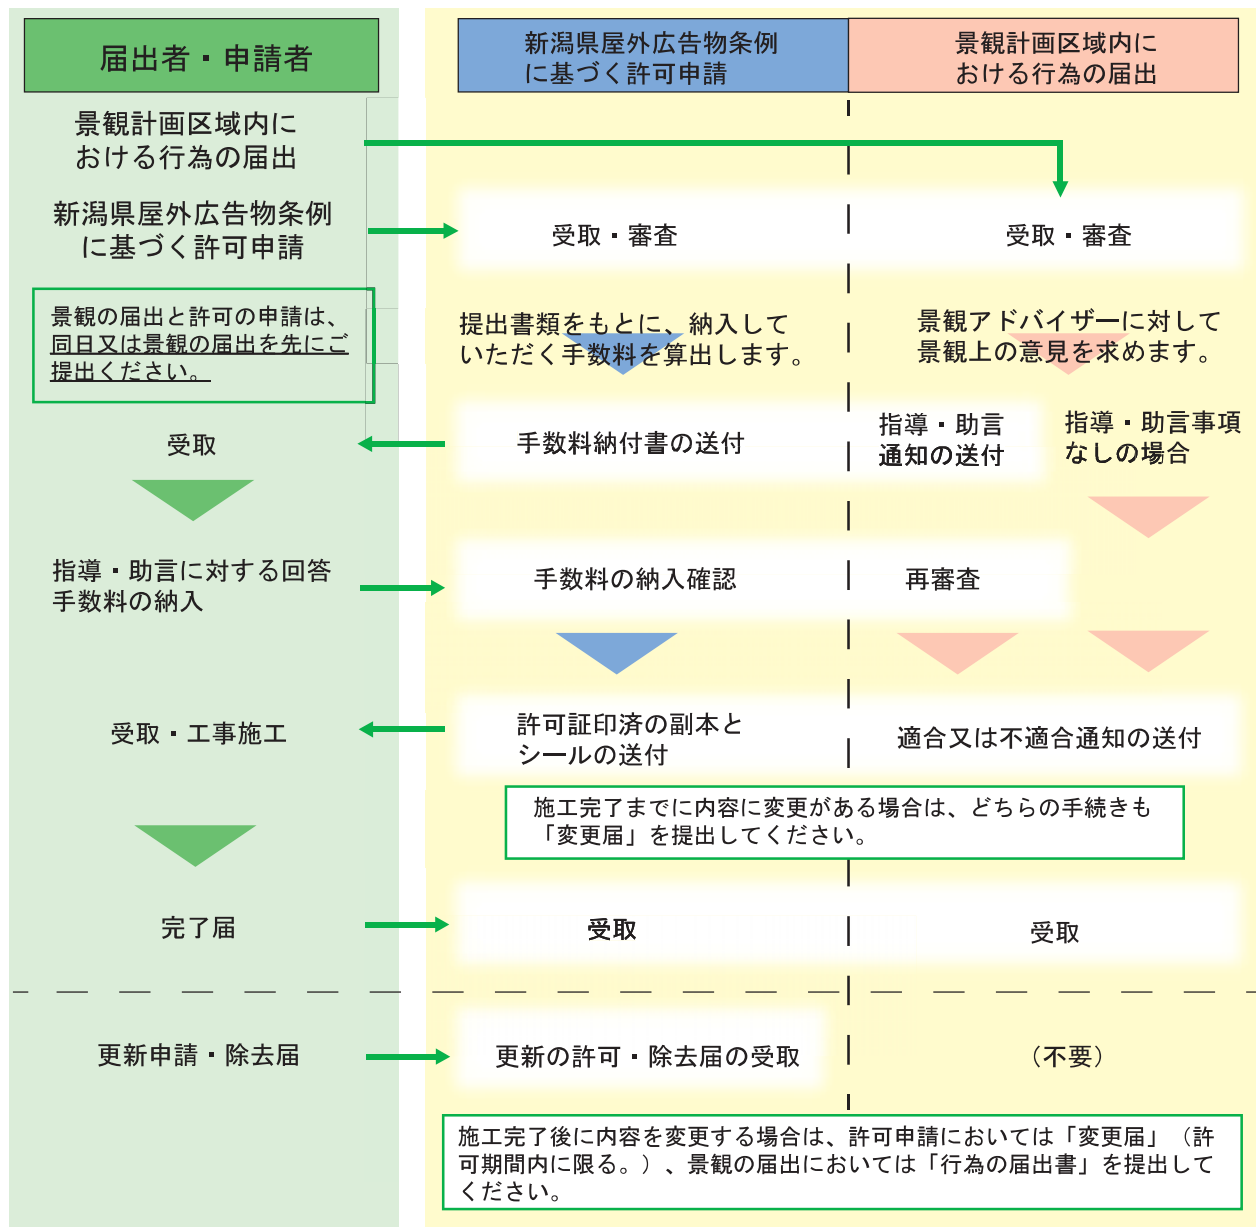 届出者・申請者
新潟県屋外広告物条例
に基づく許可申請
景観計画区域内に
おける行為の届出
景観計画区域内に
おける行為の届出
新潟県屋外広告物条例
に基づく許可申請
受取・審査
受取・審査
景観の届出と許可の申請は、
同日又は景観の届出を先にご
提出ください。
提出書類をもとに、納入して
いただく手数料を算出します。
景観アドバイザーに対して
景観上の意見を求めます。
受取
手数料納付書の送付
指導・助言
通知の送付
指導・助言事項
なしの場合
指導・助言に対する回答
手数料の納入
手数料の納入確認
再審査
受取・工事施工
許可証印済の副本と
シールの送付
適合又は不適合通知の送付
施工完了までに内容に変更がある場合は、どちらの手続きも
「変更届」を提出してください。
完了届
受取
受取
更新申請・除去届
更新の許可・除去届の受取
（不要）
施工完了後に内容を変更する場合は、許可申請においては「変更届」（許
可期間内に限る。）、景観の届出においては「行為の届出書」を提出して
ください。